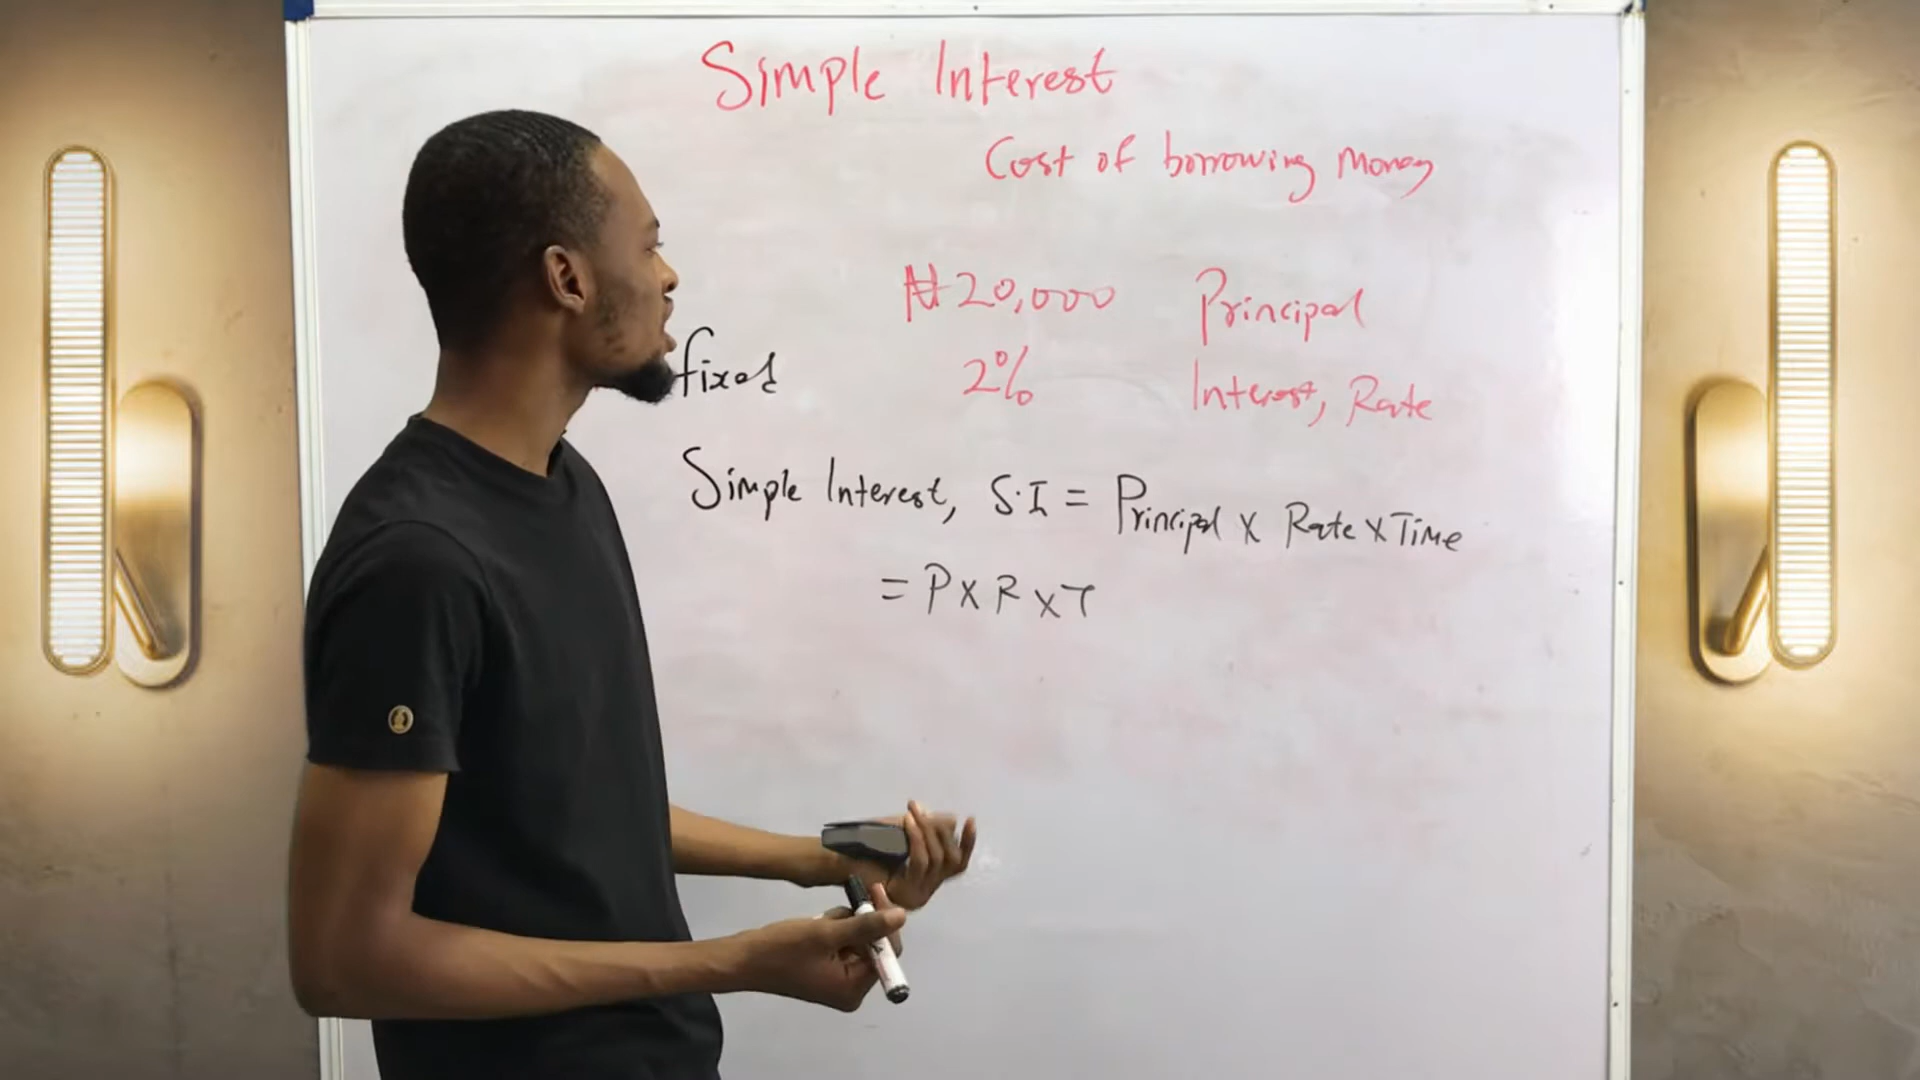 Simple Interest
Cost of borrowing money
₦20,000 Principal
fixed 2% Interest, Rate
Simple Interest, S.I = Principal x Rate x Time
= P x R x T